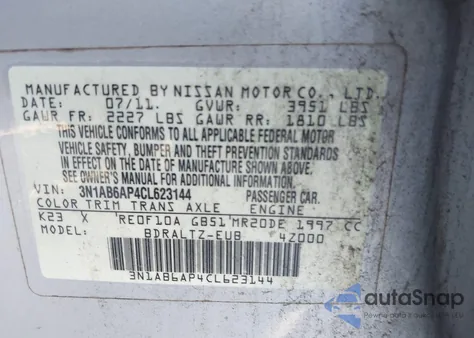 MANUFACTURED BY NISSAN MOTOR CO., LTD.
DATE: 07/11. GVWR: 3951 LBS
GAWR FR: 2227 LBS GAWR RR: 1810 LBS
THIS VEHICLE CONFORMS TO ALL APPLICABLE FEDERAL MOTOR
VEHICLE SAFETY, BUMPER, AND THEFT PREVENTION
STANDARDS IN EFFECT ON THE DATE OF MANUFACTURE SHOWN ABOVE.
SEE OWNER'S MANUAL FOR ADDITIONAL INFORMATION.
VIN: 3N1AB6AP4CL623144 PASSENGER CAR.
COLOR TRIM TRANS AXLE ENGINE
K23 X RE0F10A GB51 MR20DE 1997 CC
MODEL: BDRALTZ-EUB 4Z000
3N1AB6AP4CL623144
autaSnap